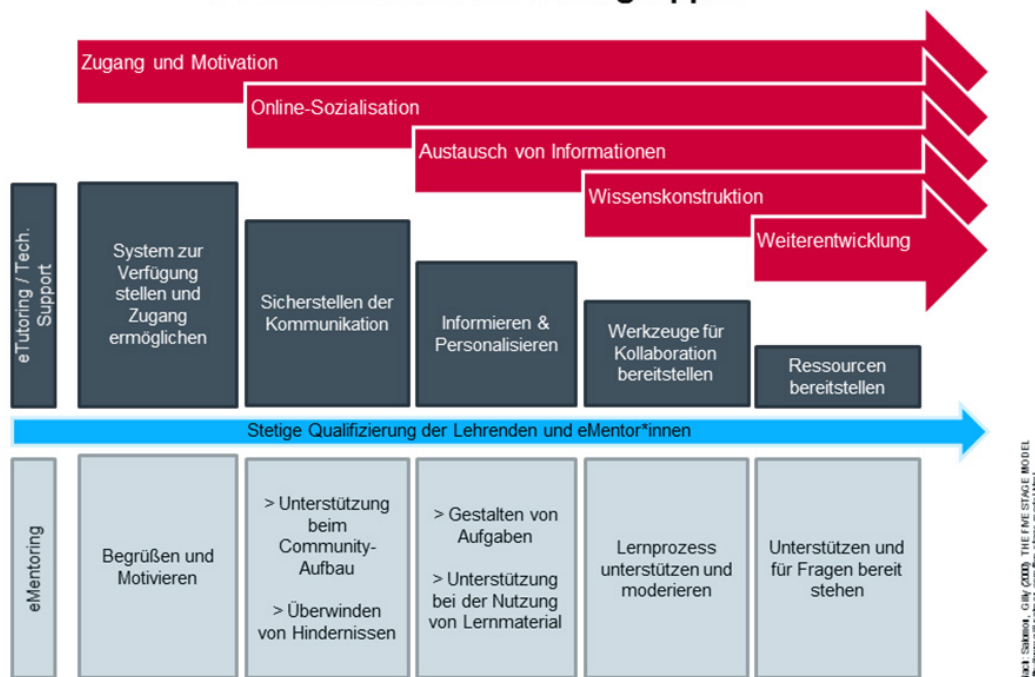 Zugang und Motivation
Online-Sozialisation
Austausch von Informationen
Wissenskonstruktion
Weiterentwicklung
eTutoring / Tech.
Support
System zur
Verfügung
stellen und
Zugang
ermöglichen
Sicherstellen der
Kommunikation
Informieren &
Personalisieren
Werkzeuge für
Kollaboration
bereitstellen
Ressourcen
bereitstellen
Stetige Qualifizierung der Lehrenden und eMentor*innen
eMentoring
Begrüßen und
Motivieren
> Unterstützung
beim
Community-
Aufbau
> Überwinden
von Hindernissen
> Gestalten von
Aufgaben
> Unterstützung
bei der Nutzung
von Lernmaterial
Lernprozess
unterstützen und
moderieren
Unterstützen und
für Fragen bereit
stehen
Gilly (2000), THE FIVE STAGE MODEL